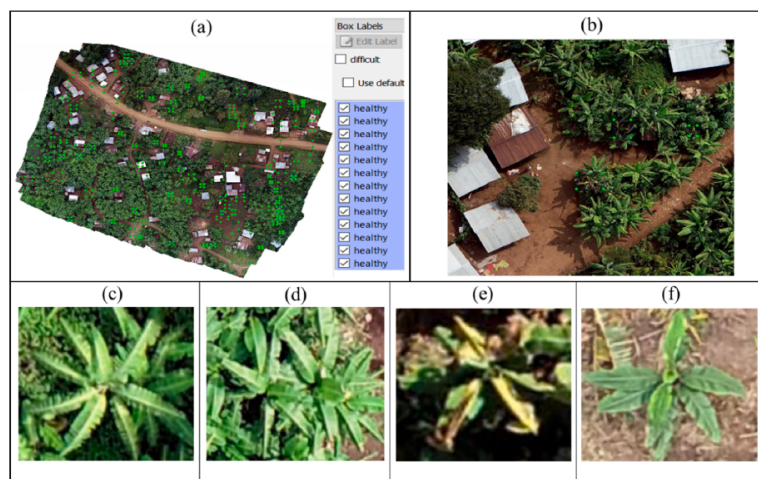 (a)
Box Labels
Edit Label
difficult
Use default
healthy
healthy
healthy
healthy
healthy
healthy
healthy
healthy
healthy
healthy
healthy
healthy
healthy
(b)
(c)
(d)
(e)
(f)